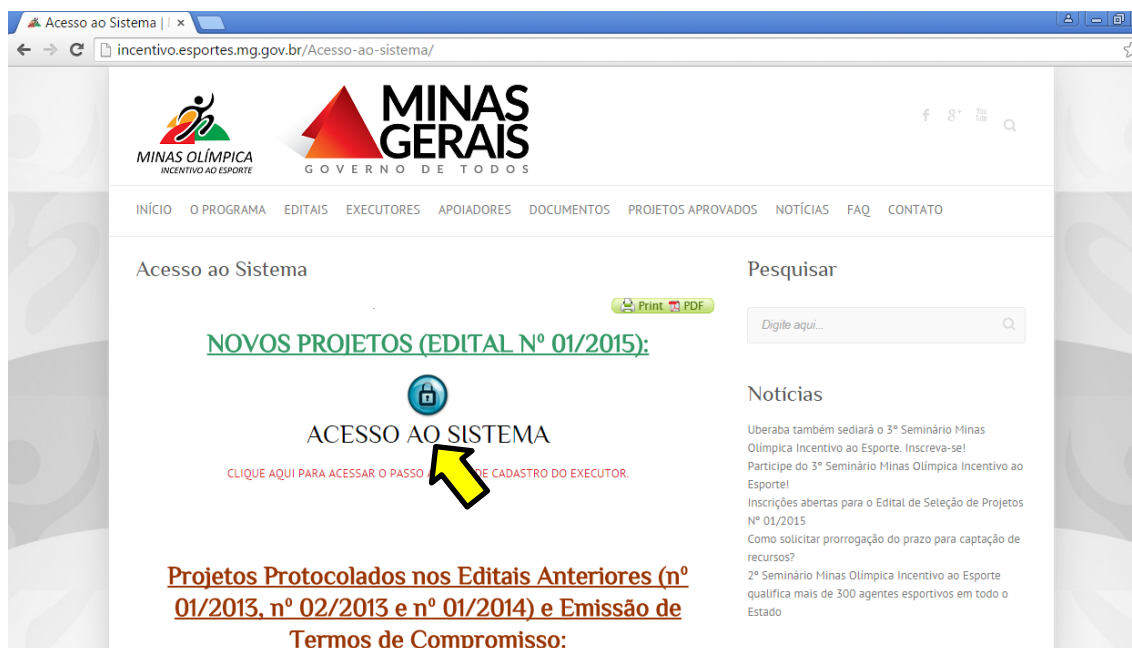 Acesso ao Sistema |
incentivo.esportes.mg.gov.br/Acesso-ao-sistema/
MINAS OLÍMPICA
INCENTIVO AO ESPORTE
MINAS
GERAIS
GOVERNO DE TODOS
INÍCIO O PROGRAMA EDITAIS EXECUTORES APOIADORES DOCUMENTOS PROJETOS APROVADOS NOTÍCIAS FAQ CONTATO
Acesso ao Sistema
Print PDF
NOVOS PROJETOS (EDITAL Nº 01/2015):
ACESSO AO SISTEMA
CLIQUE AQUI PARA ACESSAR O PASSO DE CADASTRO DO EXECUTOR.
Projetos Protocolados nos Editais Anteriores (nº
01/2013, nº 02/2013 e nº 01/2014) e Emissão de
Termos de Compromisso:
Pesquisar
Digite aqui...
Notícias
Uberaba também sediará o 3º Seminário Minas
Olímpica Incentivo ao Esporte. Inscreva-se!
Participe do 3º Seminário Minas Olímpica Incentivo ao
Esporte!
Inscrições abertas para o Edital de Seleção de Projetos
Nº 01/2015
Como solicitar prorrogação do prazo para captação de
recursos?
2º Seminário Minas Olímpica Incentivo ao Esporte
qualifica mais de 300 agentes esportivos em todo o
Estado